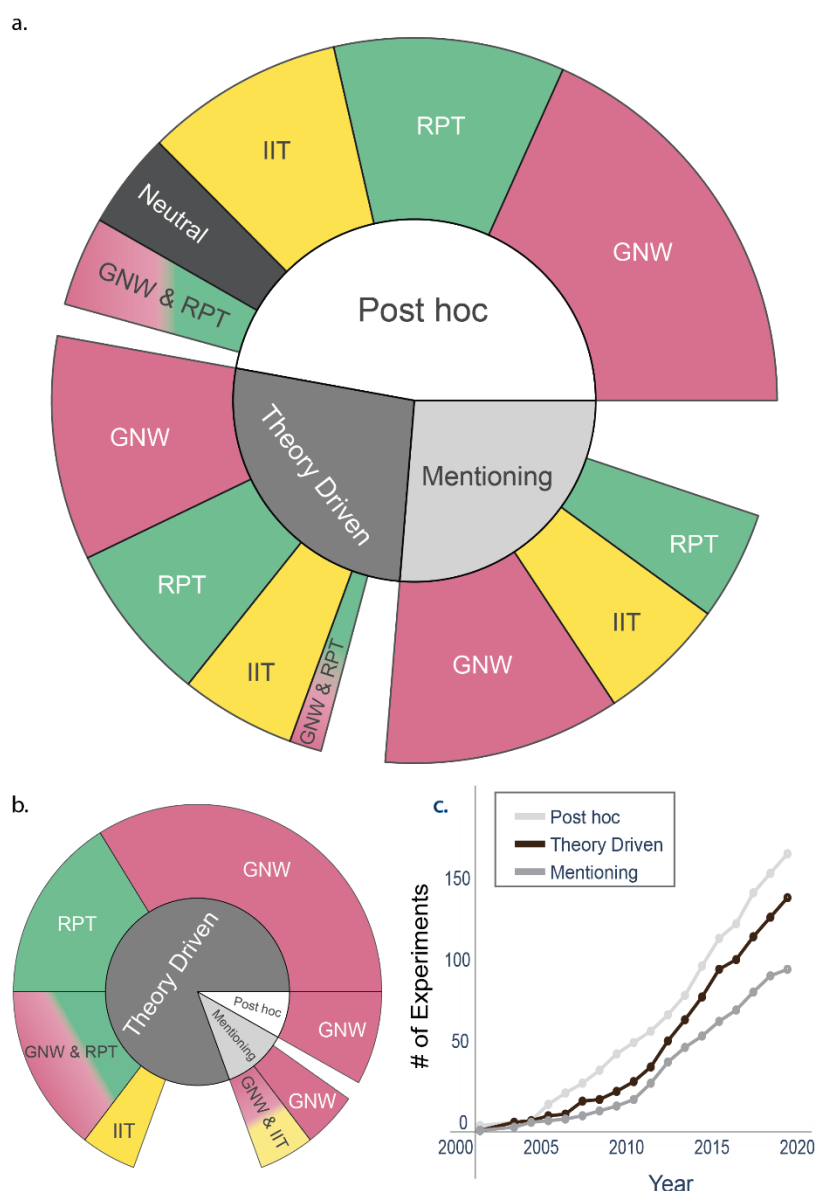 a.
RPT
IIT
GNW
Neutral
GNW & RPT
Post hoc
GNW
Theory Driven
Mentioning
RPT
RPT
IIT
IIT
GNW
GNW & RPT
b.
GNW
RPT
Theory Driven
Post hoc
GNW
Mentioning
GNW & RPT
GNW
GNW & IIT
IIT
c.
Post hoc
Theory Driven
Mentioning
# of Experiments
150
100
50
0
2000
2005
2010
2015
2020
Year